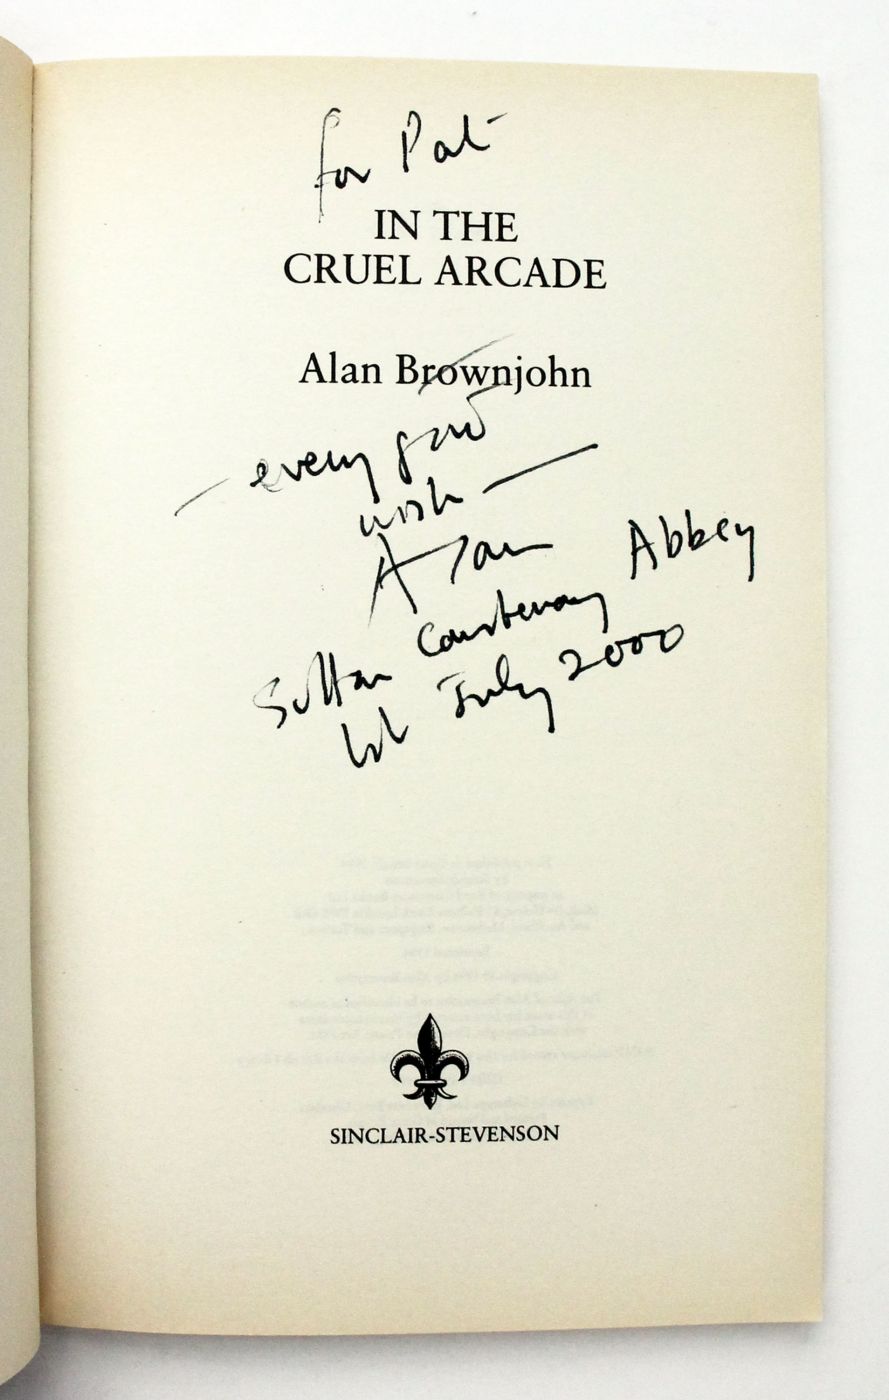 for Pat
IN THE
CRUEL ARCADE
Alan Brownjohn
— every good
wish —
Alan
Sutton Courtenay Abbey
1st July 2000
SINCLAIR-STEVENSON